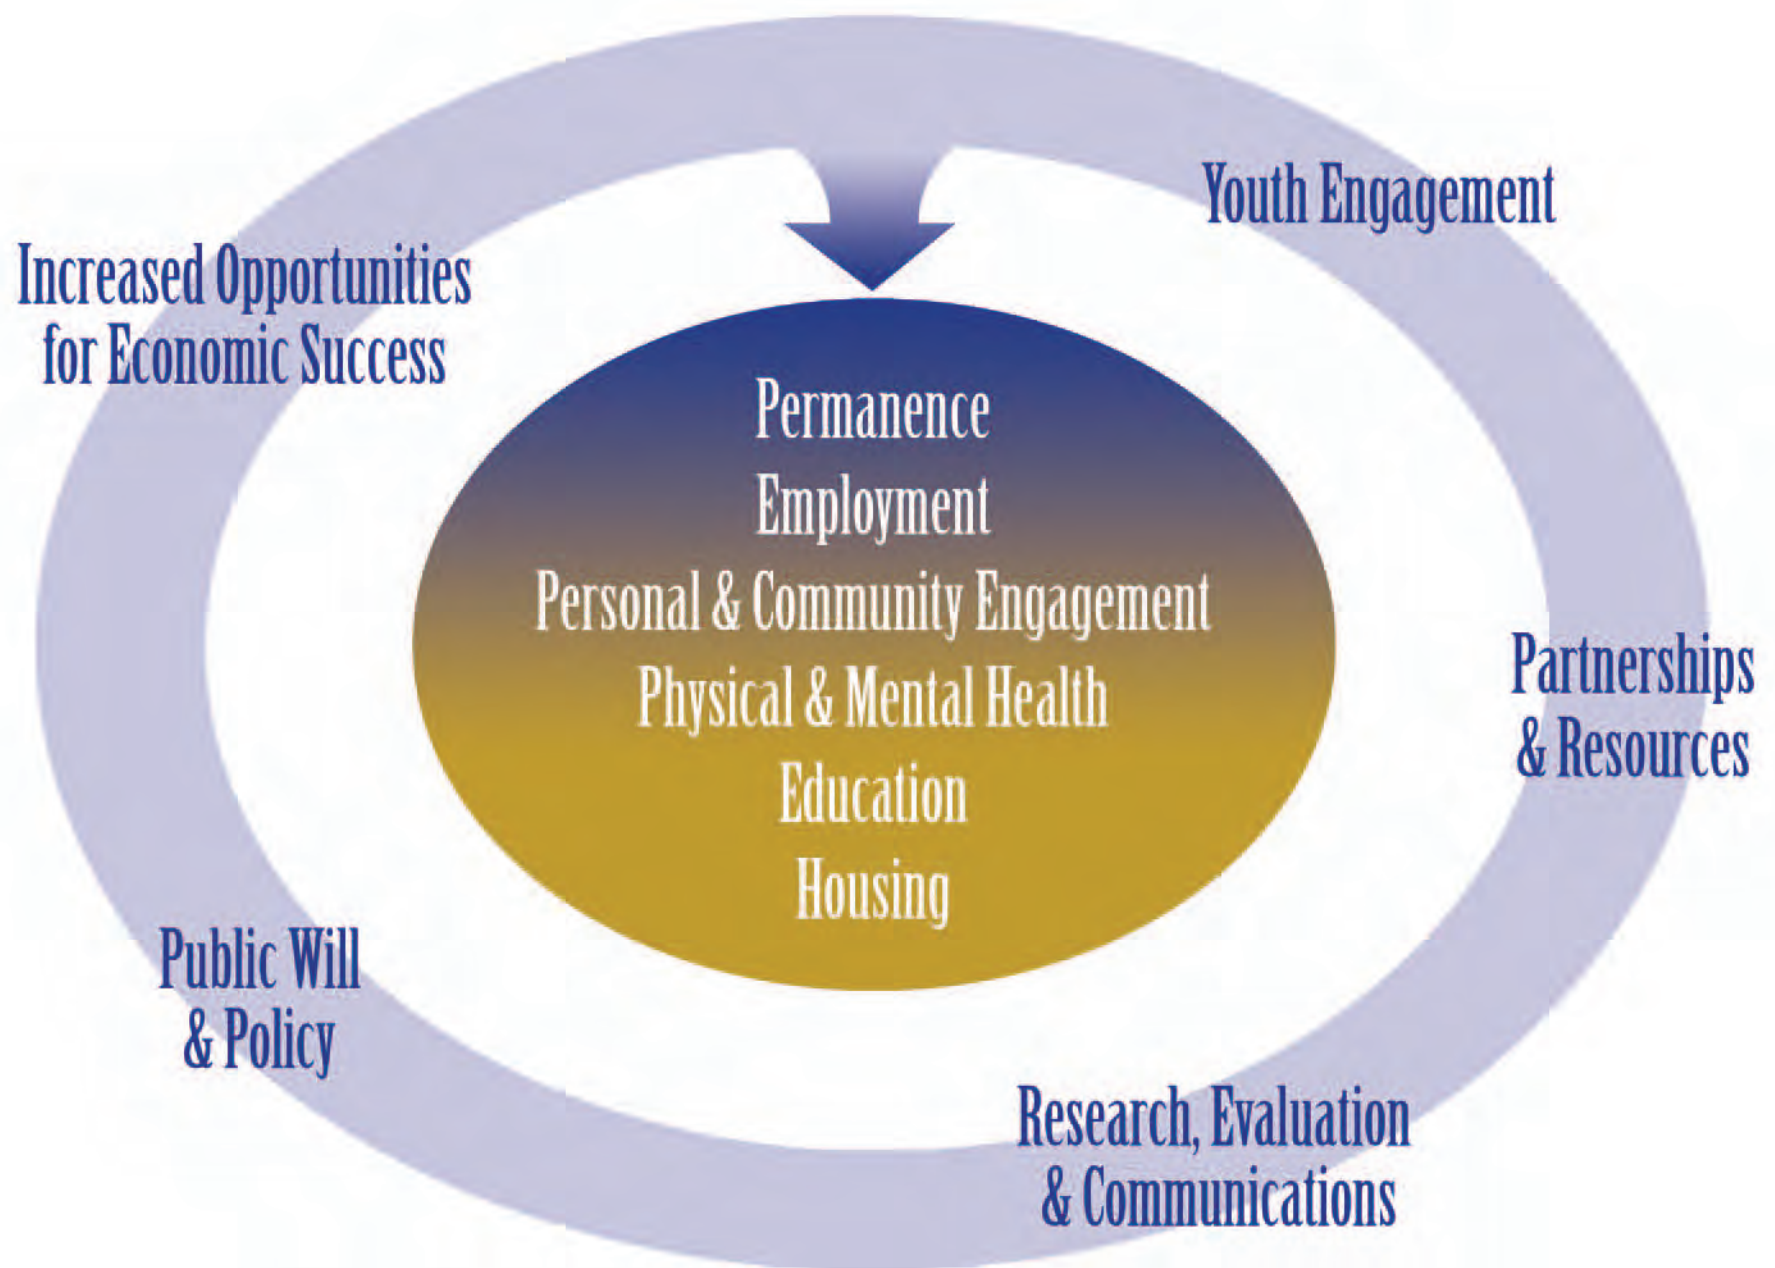 Youth Engagement
Increased Opportunities
for Economic Success
Permanence
Employment
Personal & Community Engagement
Physical & Mental Health
Education
Housing
Partnerships
& Resources
Public Will
& Policy
Research, Evaluation
& Communications